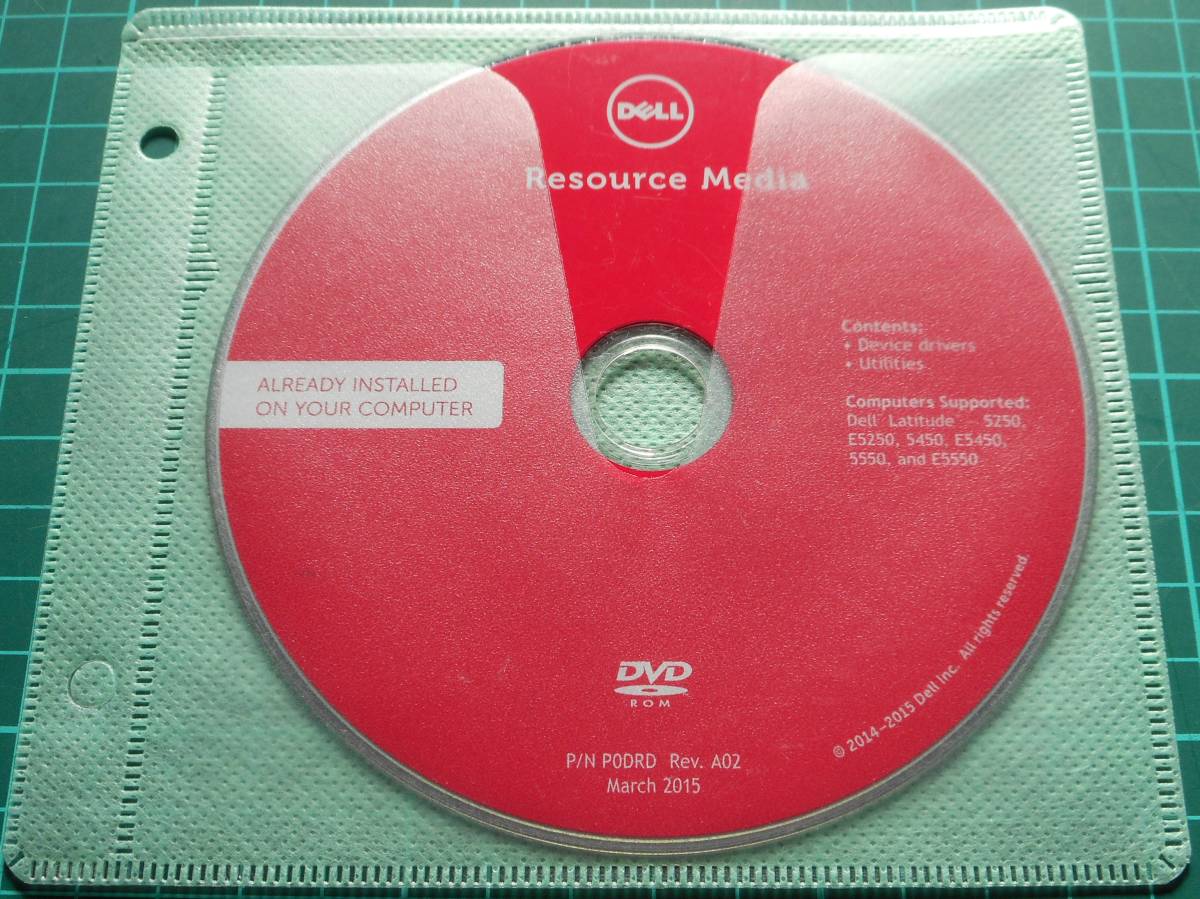 DELL
Resource Media
ALREADY INSTALLED
ON YOUR COMPUTER
Contents:
• Device drivers
• Utilities
Computers Supported:
Dell Latitude 5250,
E5250, 5450, E5450,
5550, and E5550
DVD
ROM
P/N P0DRD Rev. A02
March 2015
© 2014–2015 Dell Inc. All rights reserved.